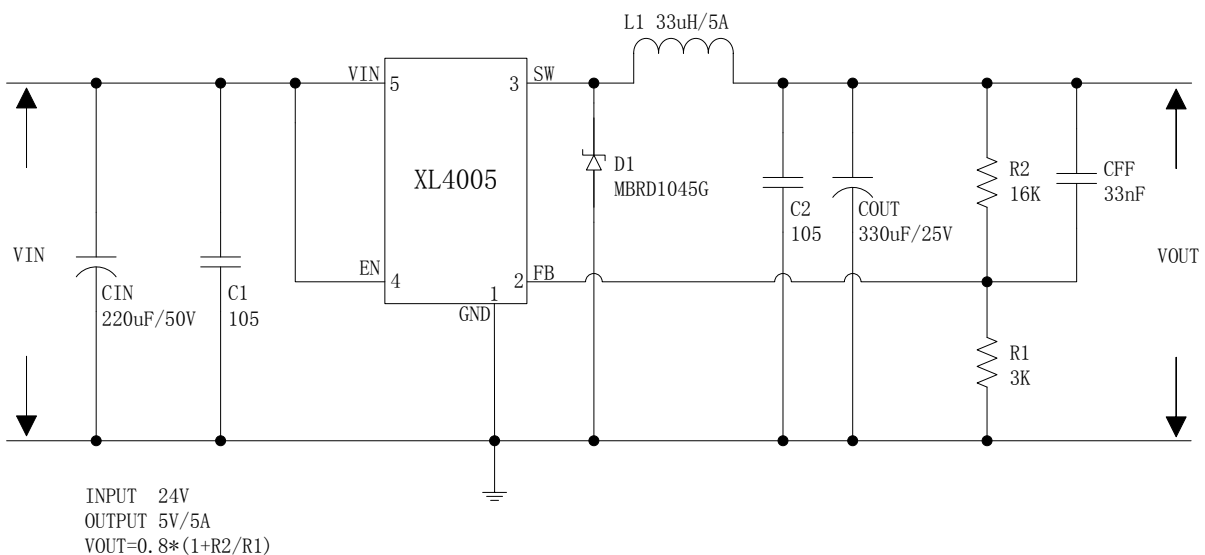 L1 33uH/5A
VIN
5
3
SW
XL4005
D1
MBRD1045G
R2
16K
CFF
33nF
C2
105
COUT
330uF/25V
VIN
VOUT
EN
4
2
FB
1
GND
CIN
220uF/50V
C1
105
R1
3K
INPUT 24V
OUTPUT 5V/5A
VOUT=0.8*(1+R2/R1)